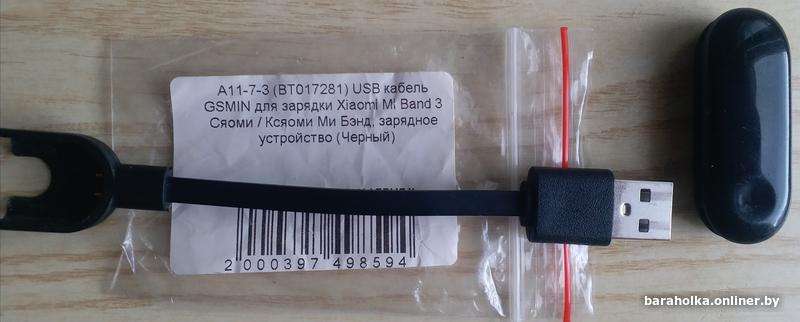 A11-7-3 (BT017281) USB кабель
GSMIN для зарядки Xiaomi Mi Band 3
Сяоми / Ксяоми Ми Бэнд, зарядное
устройство (Черный)
2 000397 498594
baraholka.onliner.by